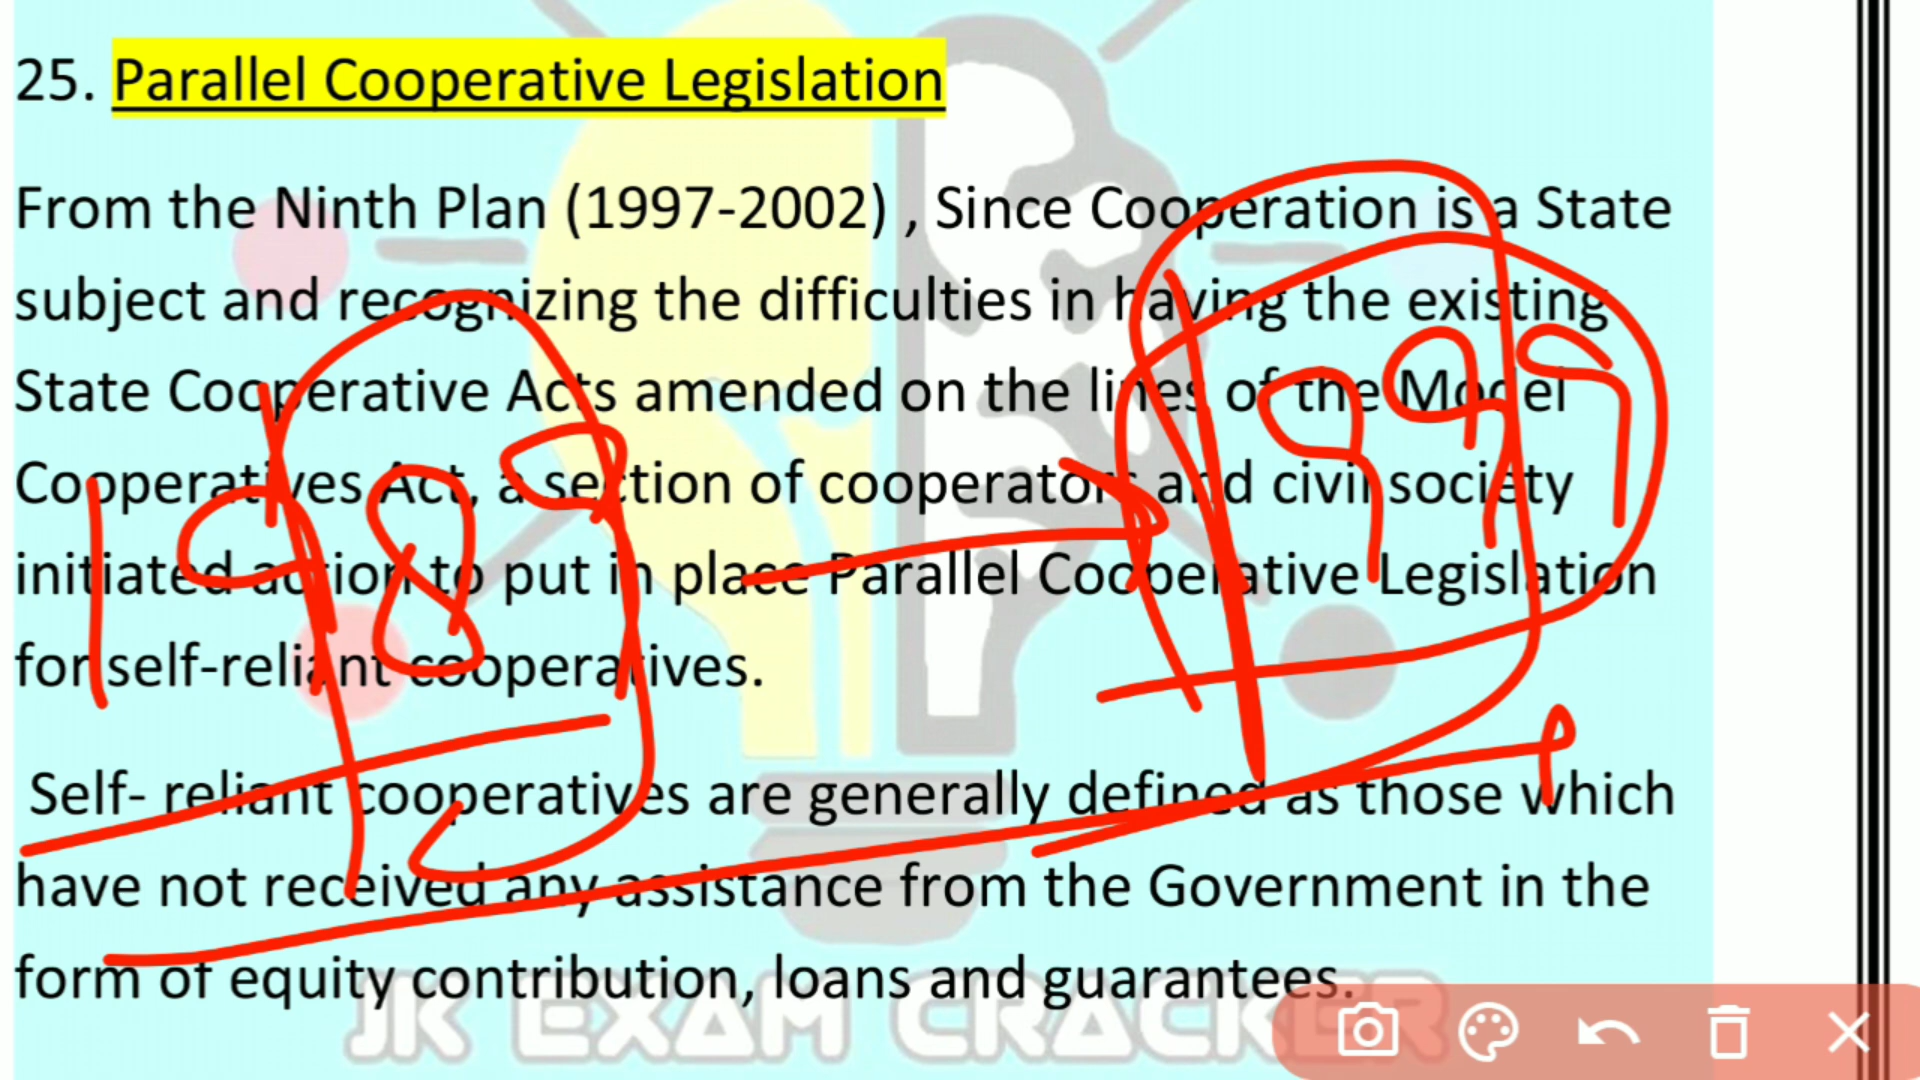 25. Parallel Cooperative Legislation
From the Ninth Plan (1997-2002) , Since Cooperation is a State
subject and recognizing the difficulties in having the existing
State Cooperative Acts amended on the lines of the Model
Cooperatives Act, a section of cooperators and civil society
initiated action to put in place Parallel Cooperative Legislation
for self-reliant cooperatives.
1989
1999
Self- reliant cooperatives are generally defined as those which
have not received any assistance from the Government in the
form of equity contribution, loans and guarantees.
JK EXAM CRACKER